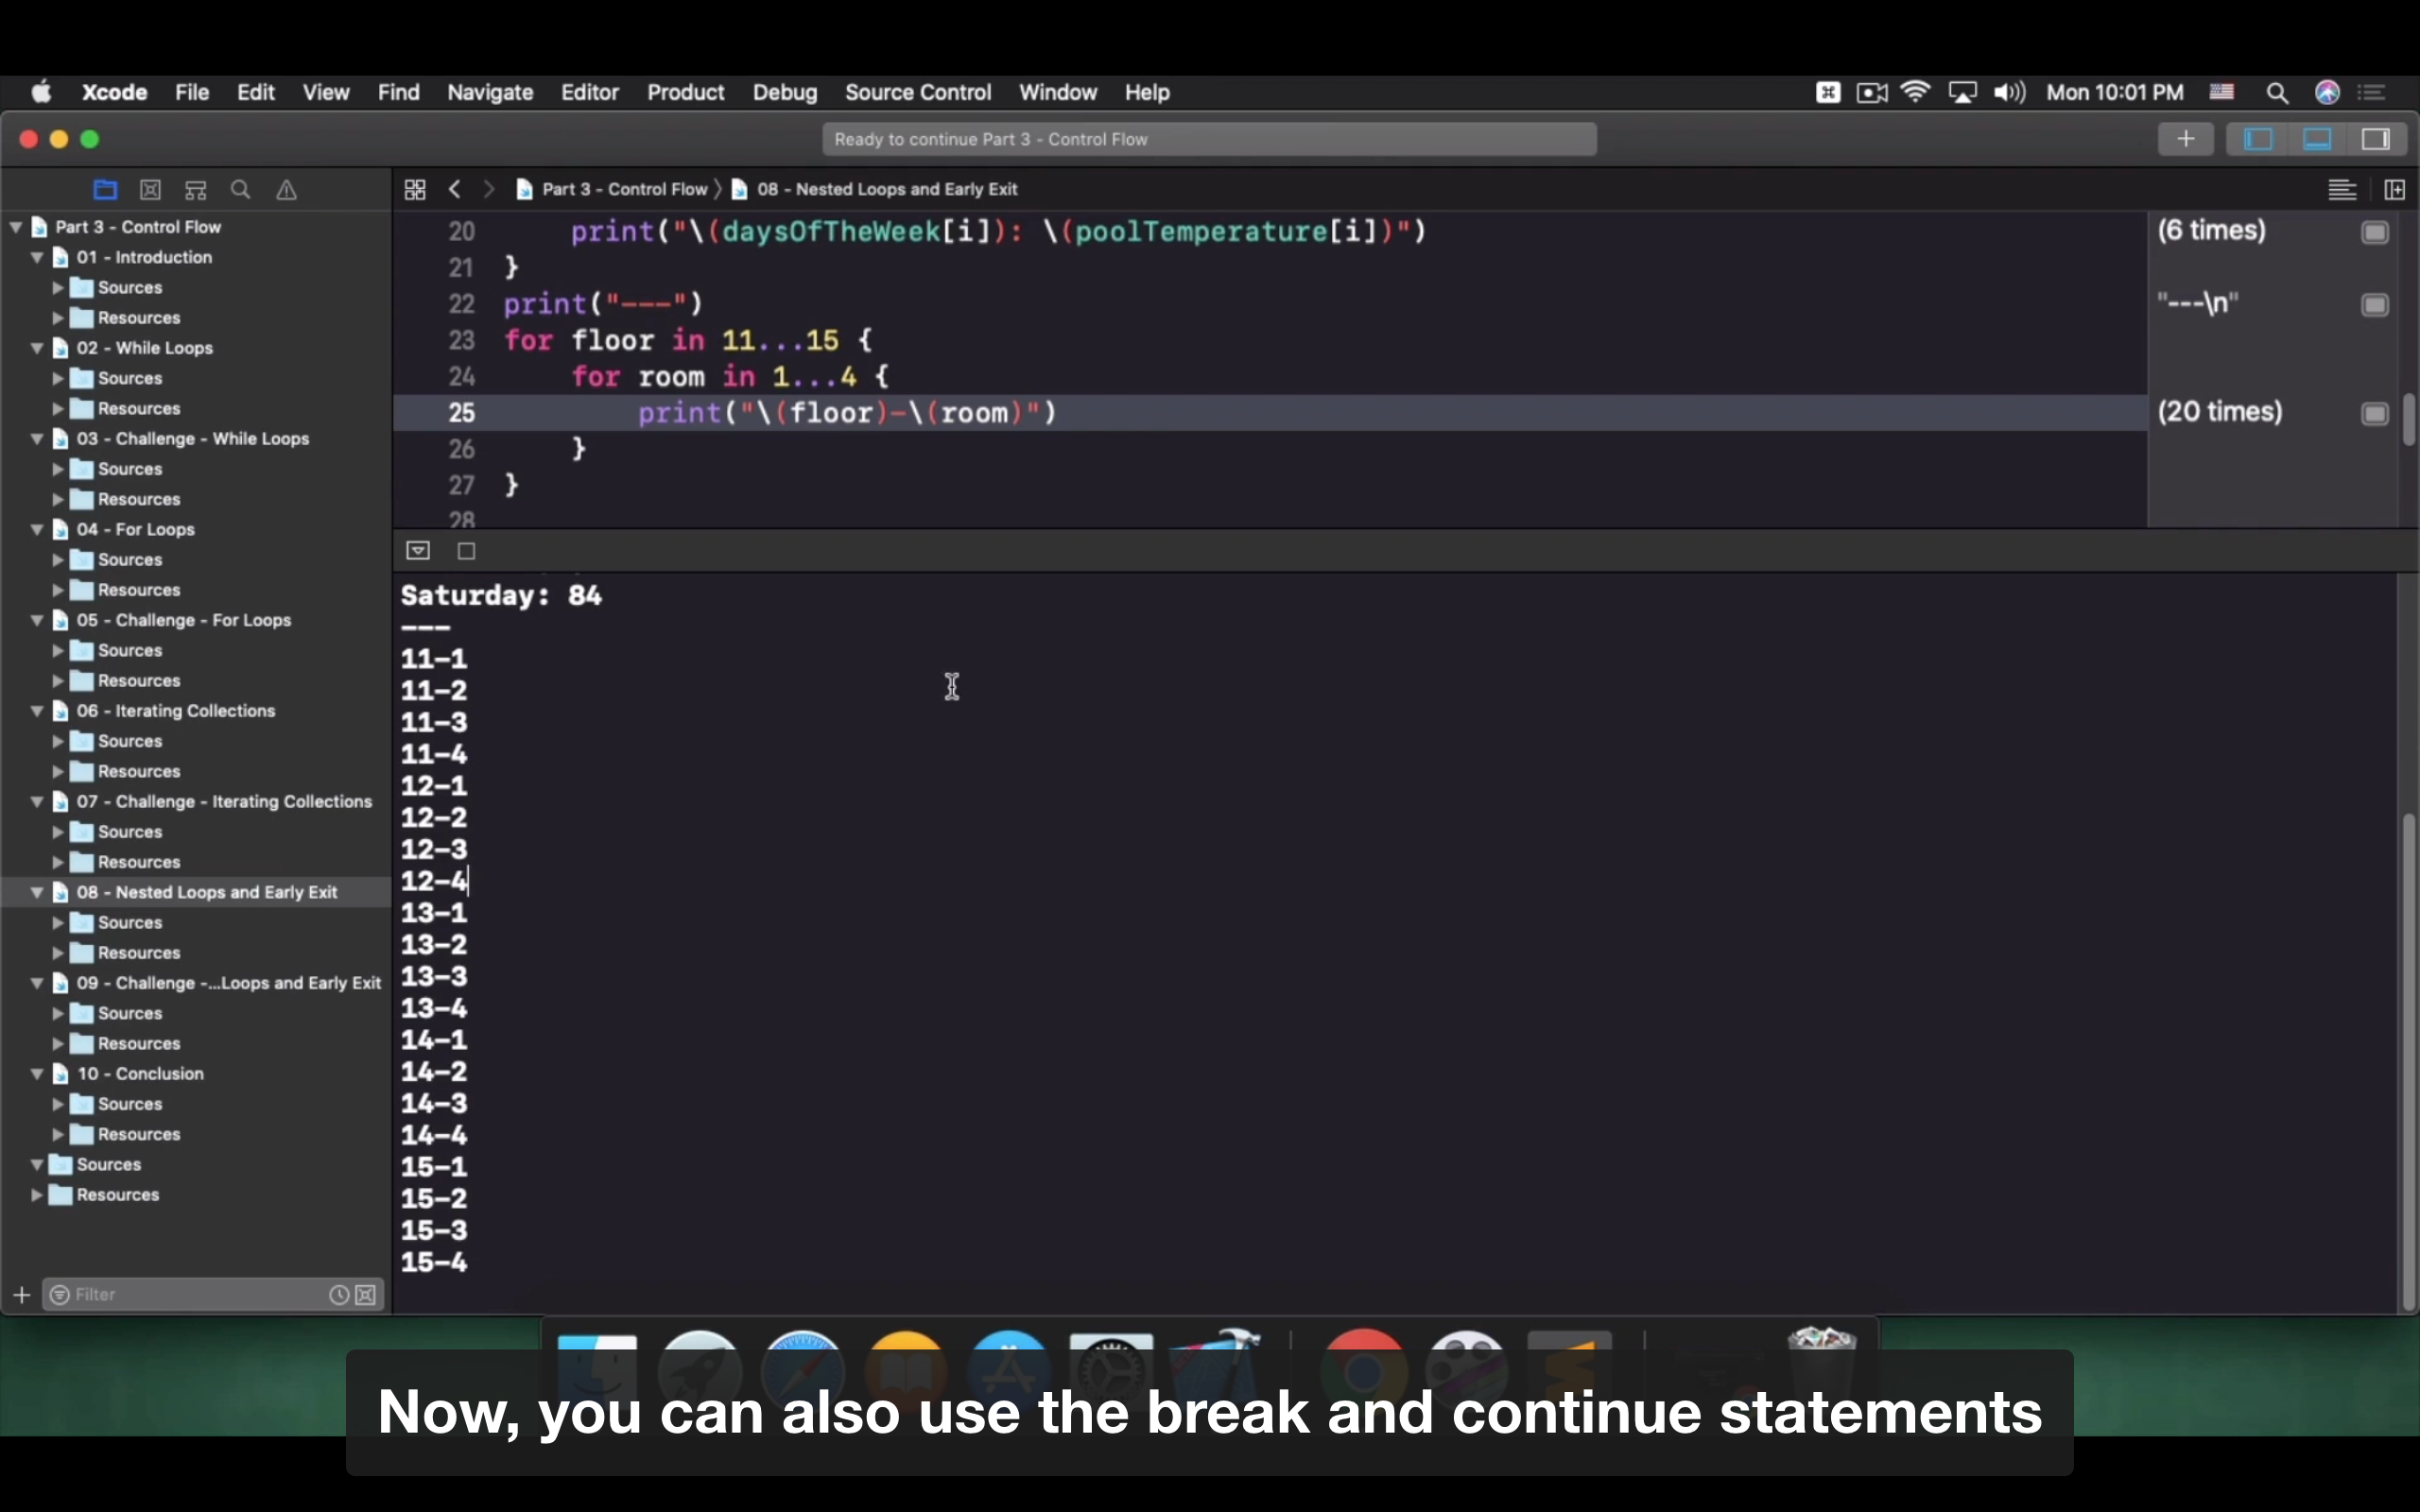 Xcode File Edit View Find Navigate Editor Product Debug Source Control Window Help Mon 10:01 PM
Ready to continue Part 3 - Control Flow
Part 3 - Control Flow 08 - Nested Loops and Early Exit
Part 3 - Control Flow
01 - Introduction
Sources
Resources
02 - While Loops
Sources
Resources
03 - Challenge - While Loops
Sources
Resources
04 - For Loops
Sources
Resources
05 - Challenge - For Loops
Sources
Resources
06 - Iterating Collections
Sources
Resources
07 - Challenge - Iterating Collections
Sources
Resources
08 - Nested Loops and Early Exit
Sources
Resources
09 - Challenge -...Loops and Early Exit
Sources
Resources
10 - Conclusion
Sources
Resources
Sources
Resources
Filter
20 print("\(daysOfTheWeek[i]): \(poolTemperature[i])") (6 times)
21 }
22 print("---") "---\n"
23 for floor in 11...15 {
24 for room in 1...4 {
25 print("\(floor)-\(room)") (20 times)
26 }
27 }
28
Saturday: 84
---
11-1
11-2
11-3
11-4
12-1
12-2
12-3
12-4
13-1
13-2
13-3
13-4
14-1
14-2
14-3
14-4
15-1
15-2
15-3
15-4
Now, you can also use the break and continue statements